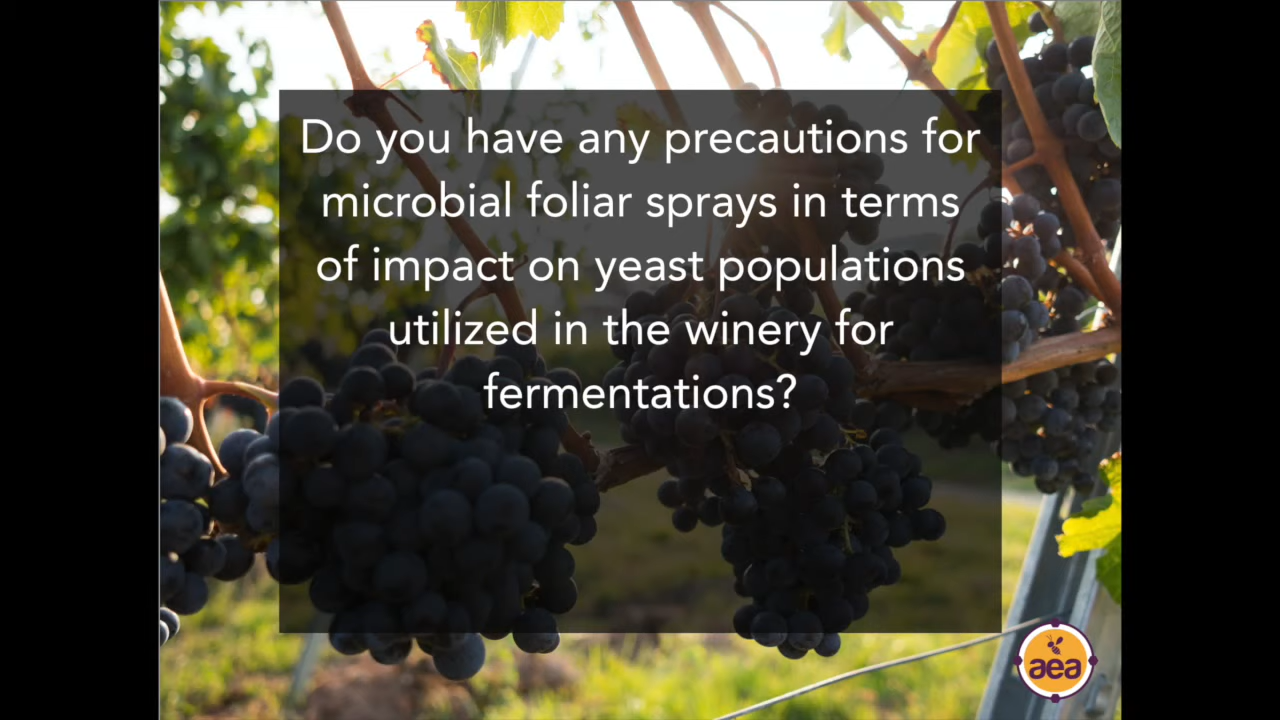 Do you have any precautions for
microbial foliar sprays in terms
of impact on yeast populations
utilized in the winery for
fermentations?
aea